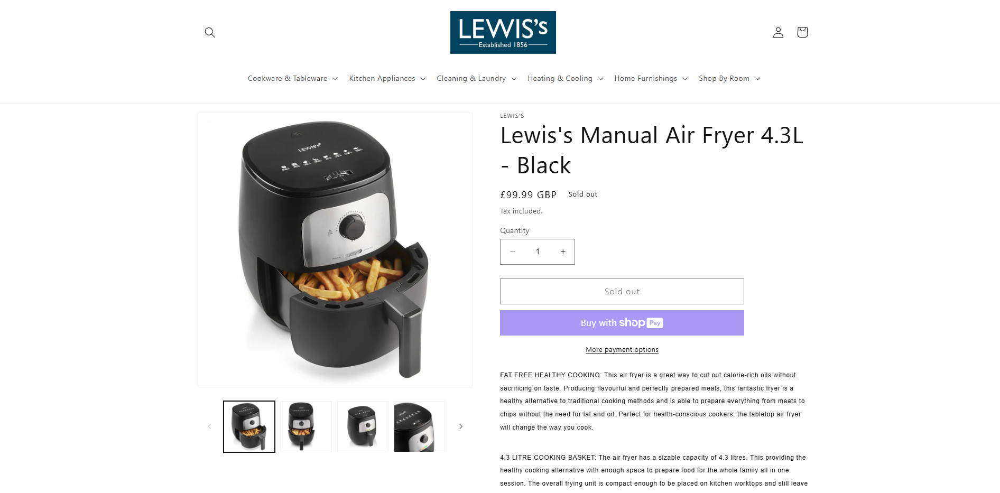 LEWIS's
Established 1856
Cookware & Tableware Kitchen Appliances Cleaning & Laundry Heating & Cooling Home Furnishings Shop By Room
LEWIS's
LEWIS'S
Lewis's Manual Air Fryer 4.3L
- Black
£99.99 GBP Sold out
Tax included.
Quantity
1
Sold out
Buy with shop Pay
More payment options
FAT FREE HEALTHY COOKING: This air fryer is a great way to cut out calorie-rich oils without
sacrificing on taste. Producing flavourful and perfectly prepared meals, this fantastic fryer is a
healthy alternative to traditional cooking methods and is able to prepare everything from meats to
chips without the need for fat and oil. Perfect for health-conscious cookers, the tabletop air fryer
will change the way you cook.
4.3 LITRE COOKING BASKET: The air fryer has a sizable capacity of 4.3 litres. This providing the
healthy cooking alternative with enough space to prepare food for the whole family all in one
session. The overall frying unit is compact enough to be placed on kitchen worktops and still leave